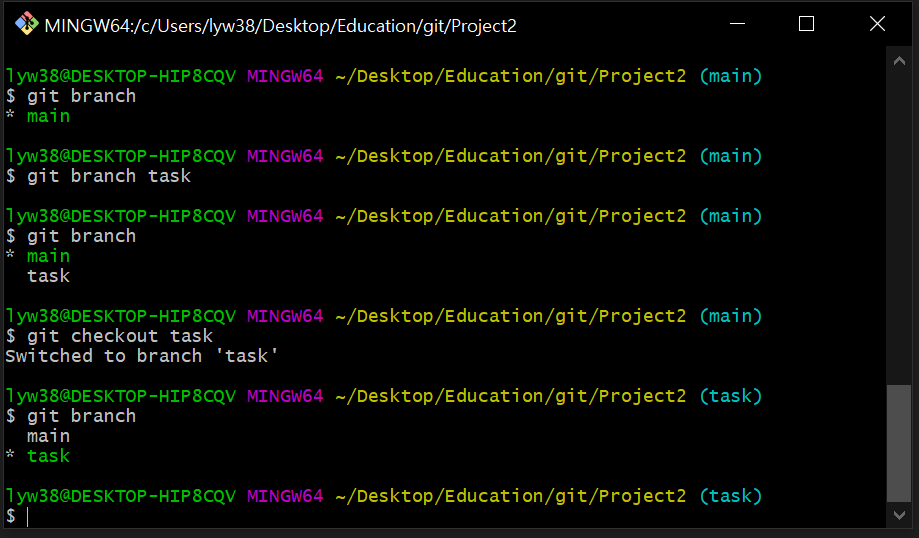 MINGW64:/c/Users/lyw38/Desktop/Education/git/Project2
lyw38@DESKTOP-HIP8CQV MINGW64 ~/Desktop/Education/git/Project2 (main)
$ git branch
* main
lyw38@DESKTOP-HIP8CQV MINGW64 ~/Desktop/Education/git/Project2 (main)
$ git branch task
lyw38@DESKTOP-HIP8CQV MINGW64 ~/Desktop/Education/git/Project2 (main)
$ git branch
* main
  task
lyw38@DESKTOP-HIP8CQV MINGW64 ~/Desktop/Education/git/Project2 (main)
$ git checkout task
Switched to branch 'task'
lyw38@DESKTOP-HIP8CQV MINGW64 ~/Desktop/Education/git/Project2 (task)
$ git branch
  main
* task
lyw38@DESKTOP-HIP8CQV MINGW64 ~/Desktop/Education/git/Project2 (task)
$